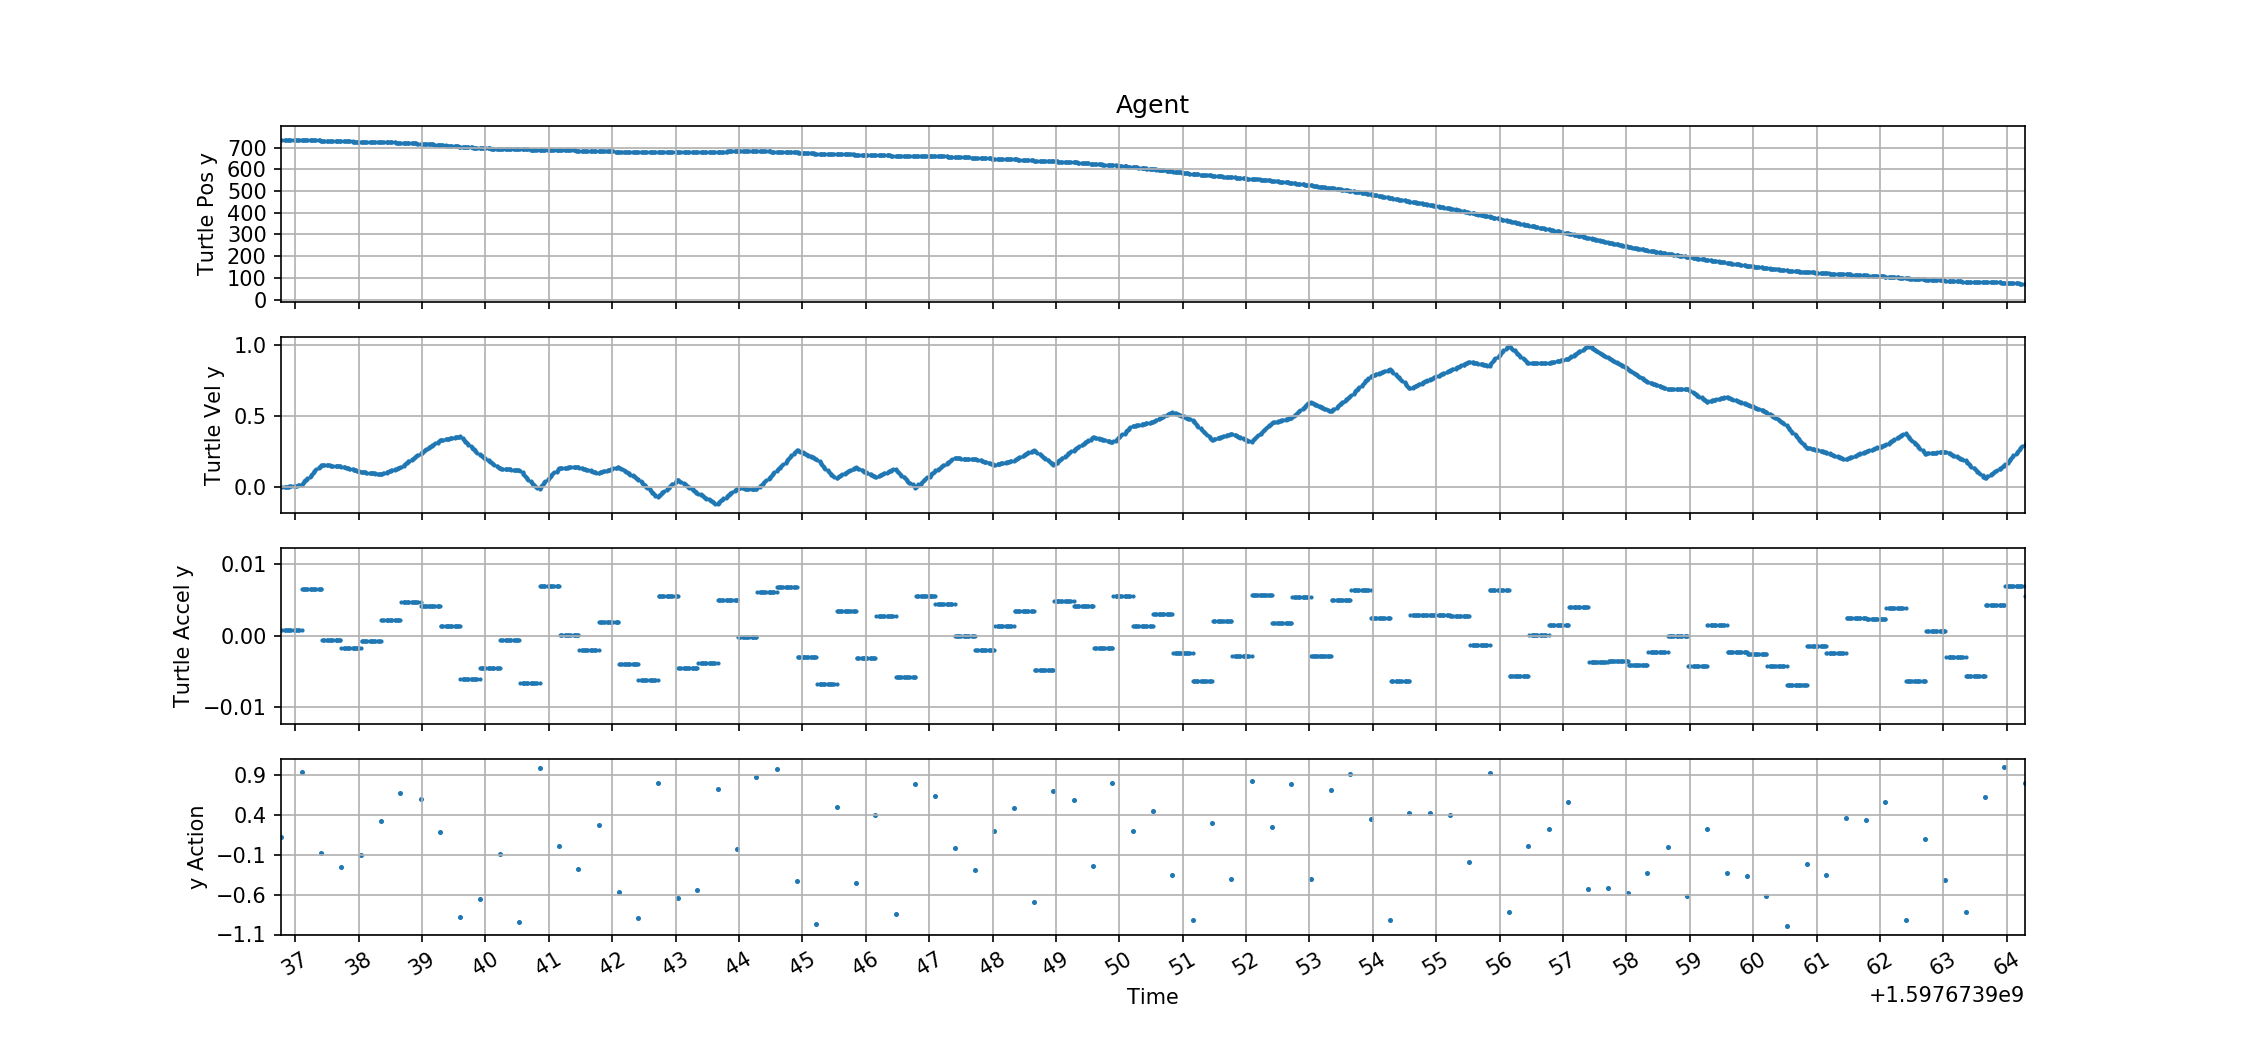 Agent
Turtle Pos y
700
600
500
400
300
200
100
0
Turtle Vel y
1.0
0.5
0.0
Turtle Accel y
0.01
0.00
−0.01
y Action
0.9
0.4
−0.1
−0.6
−1.1
37 38 39 40 41 42 43 44 45 46 47 48 49 50 51 52 53 54 55 56 57 58 59 60 61 62 63 64
Time
+1.5976739e9